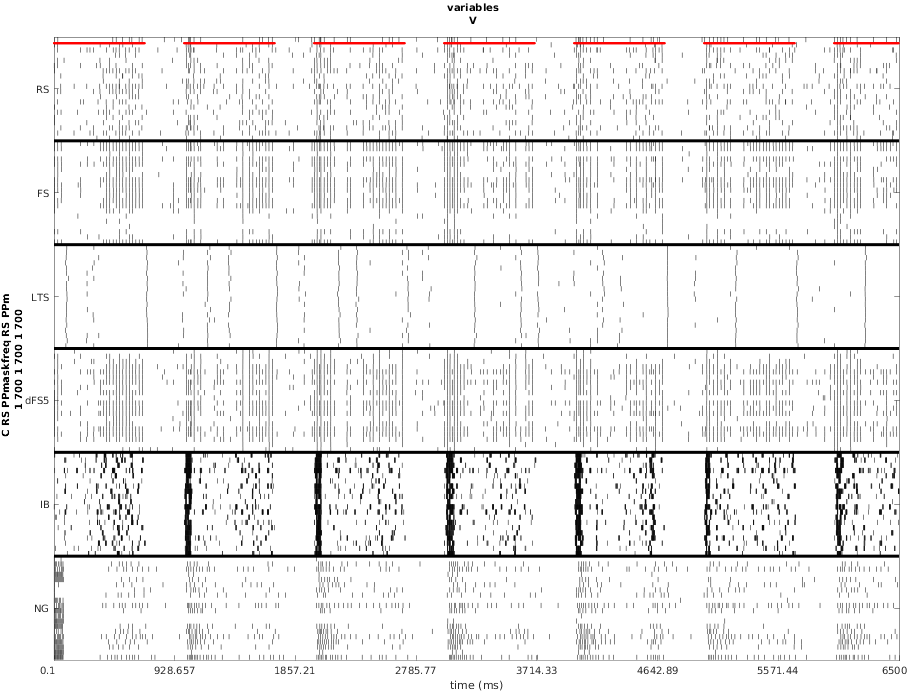 variables
V
RS
FS
LTS
dFS5
IB
NG
C RS PPmaskfreq RS PPm
1 700 1 700 1 700
0.1 928.657 1857.21 2785.77 3714.33 4642.89 5571.44 6500
time (ms)